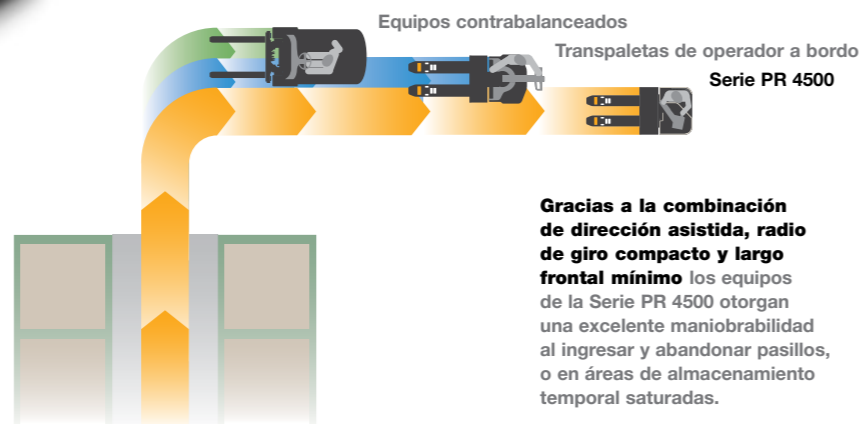 Equipos contrabalanceados
Transpaletas de operador a bordo
Serie PR 4500
Gracias a la combinación
de dirección asistida, radio
de giro compacto y largo
frontal mínimo los equipos
de la Serie PR 4500 otorgan
una excelente maniobrabilidad
al ingresar y abandonar pasillos,
o en áreas de almacenamiento
temporal saturadas.